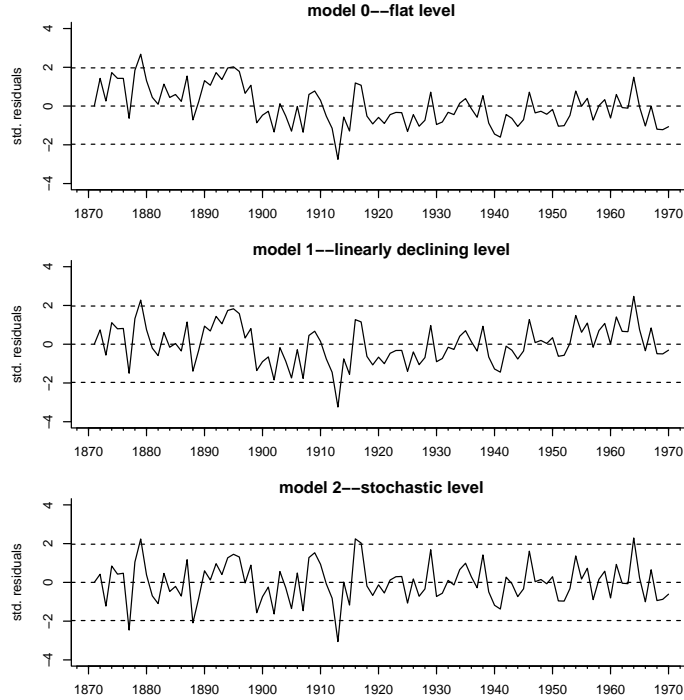 model 0−−flat level
4
2
0
−2
−4
std. residuals
1870 1880 1890 1900 1910 1920 1930 1940 1950 1960 1970
model 1−−linearly declining level
4
2
0
−2
−4
std. residuals
1870 1880 1890 1900 1910 1920 1930 1940 1950 1960 1970
model 2−−stochastic level
4
2
0
−2
−4
std. residuals
1870 1880 1890 1900 1910 1920 1930 1940 1950 1960 1970